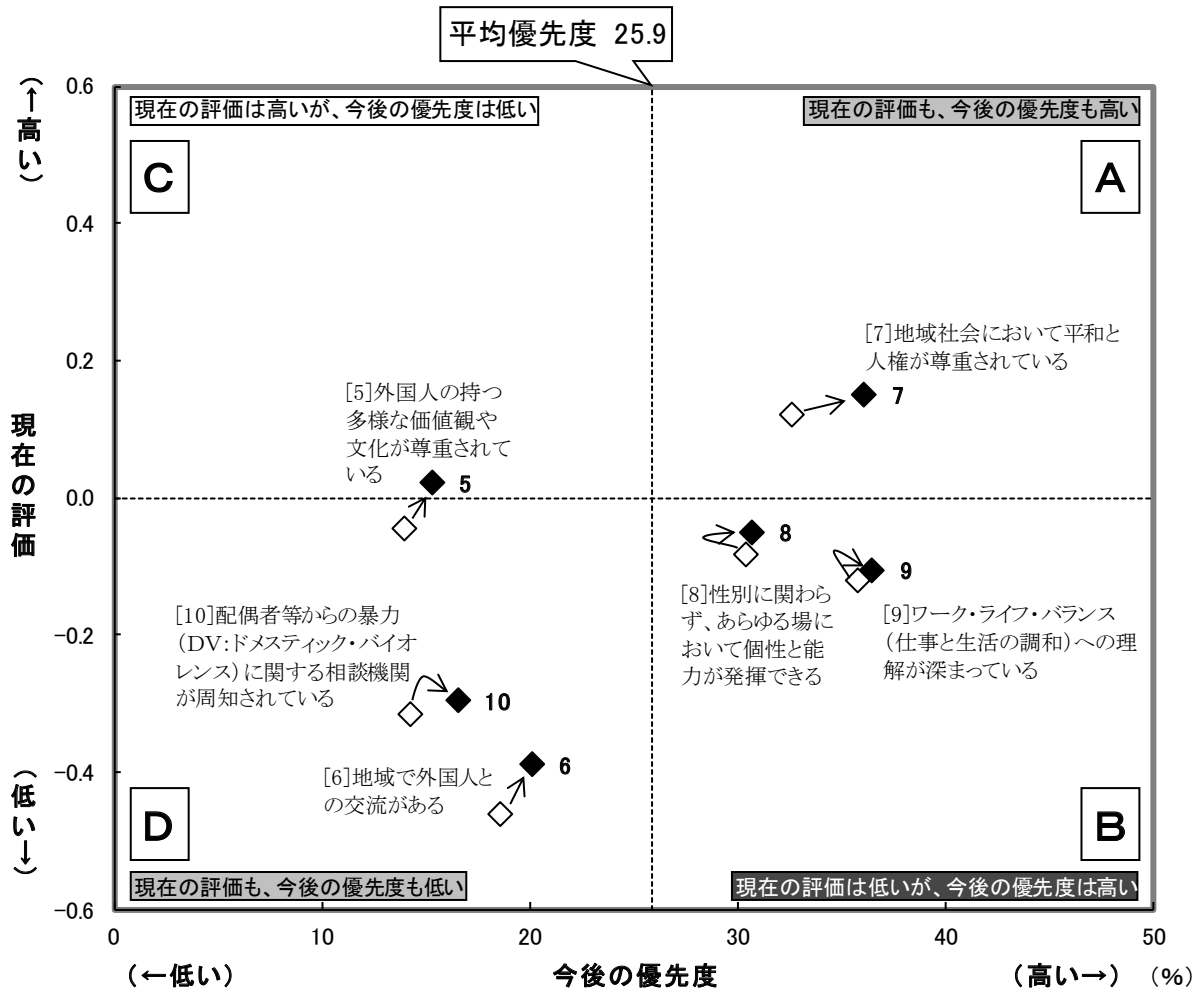 平均優先度 25.9
（←高い）
0.6
現在の評価は高いが、今後の優先度は低い
現在の評価も、今後の優先度も高い
C
A
0.4
[7]地域社会において平和と
人権が尊重されている
0.2
7
[5]外国人の持つ
多様な価値観や
文化が尊重されて
いる
5
現在の評価
0.0
8
9
[8]性別に関わら
ず、あらゆる場に
おいて個性と能
力が発揮できる
[9]ワーク・ライフ・バランス
（仕事と生活の調和）への理
解が深まっている
−0.2
[10]配偶者等からの暴力
（DV:ドメスティック・バイオ
レンス）に関する相談機関
が周知されている
10
−0.4
[6]地域で外国人と
の交流がある
6
（低い→）
D
B
現在の評価も、今後の優先度も低い
現在の評価は低いが、今後の優先度は高い
−0.6
0 10 20 30 40 50
（←低い） 今後の優先度 （高い→） （%）